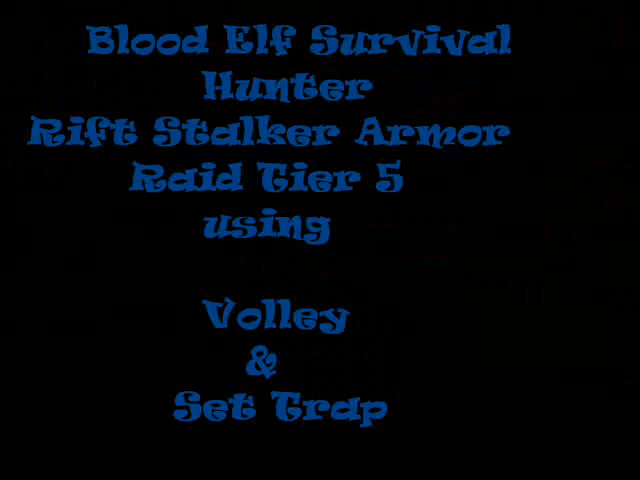 Blood Elf Survival
Hunter
Rift Stalker Armor
Raid Tier 5
using
Volley
&
Set Trap